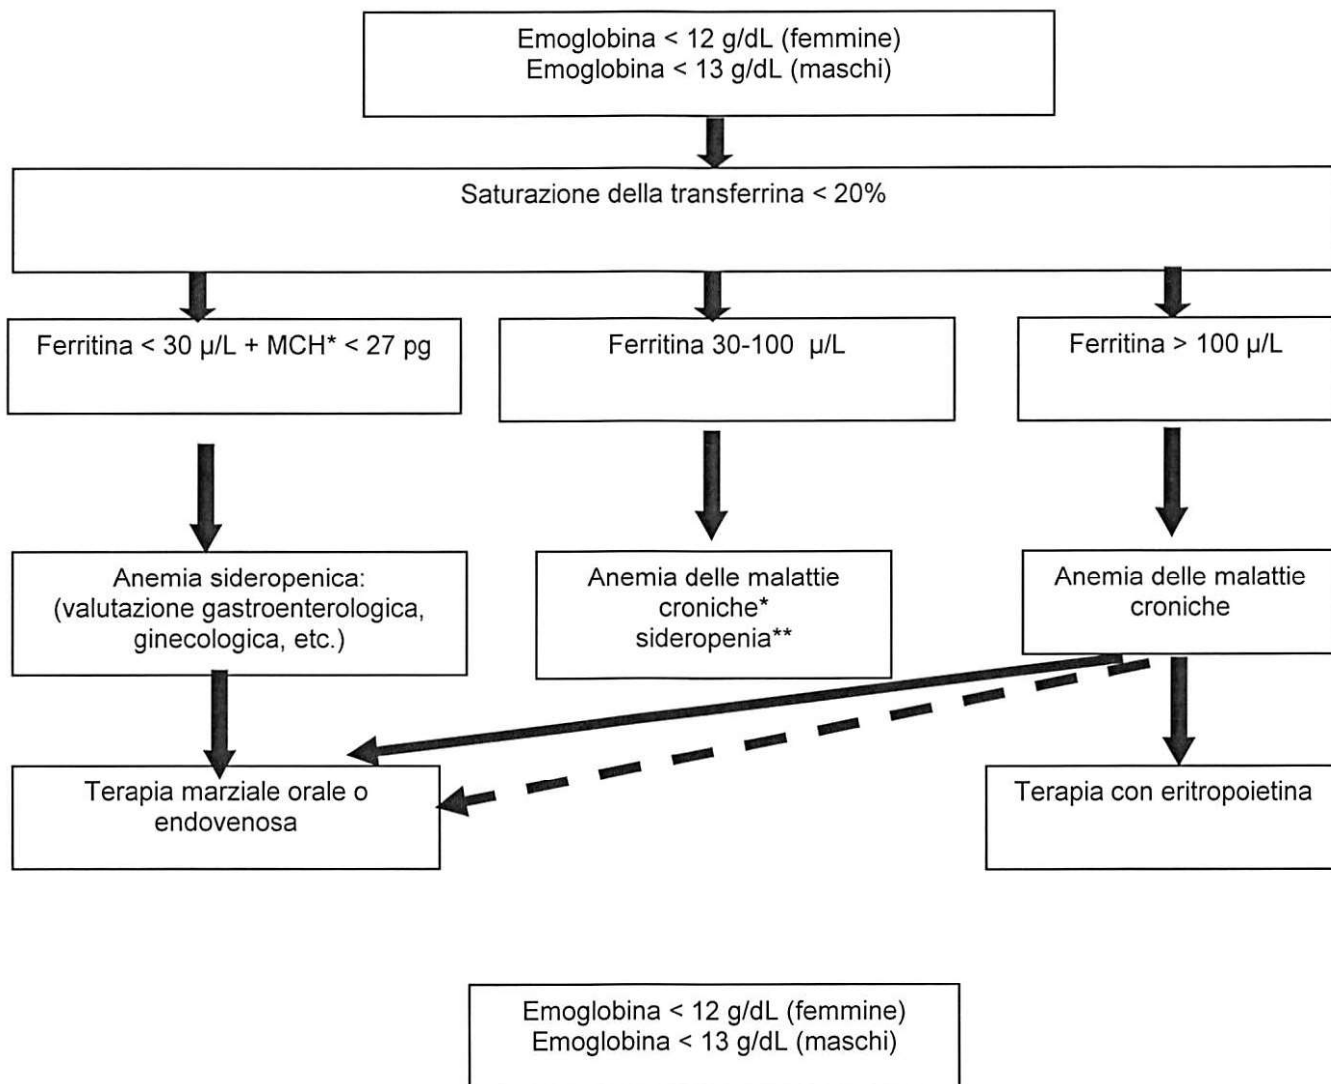 Emoglobina < 12 g/dL (femmine)
Emoglobina < 13 g/dL (maschi)
Saturazione della transferrina < 20%
Ferritina < 30 µ/L + MCH* < 27 pg
Ferritina 30-100 µ/L
Ferritina > 100 µ/L
Anemia sideropenica:
(valutazione gastroenterologica,
ginecologica, etc.)
Anemia delle malattie
croniche*
sideropenia**
Anemia delle malattie
croniche
Terapia marziale orale o
endovenosa
Terapia con eritropoietina
Emoglobina < 12 g/dL (femmine)
Emoglobina < 13 g/dL (maschi)